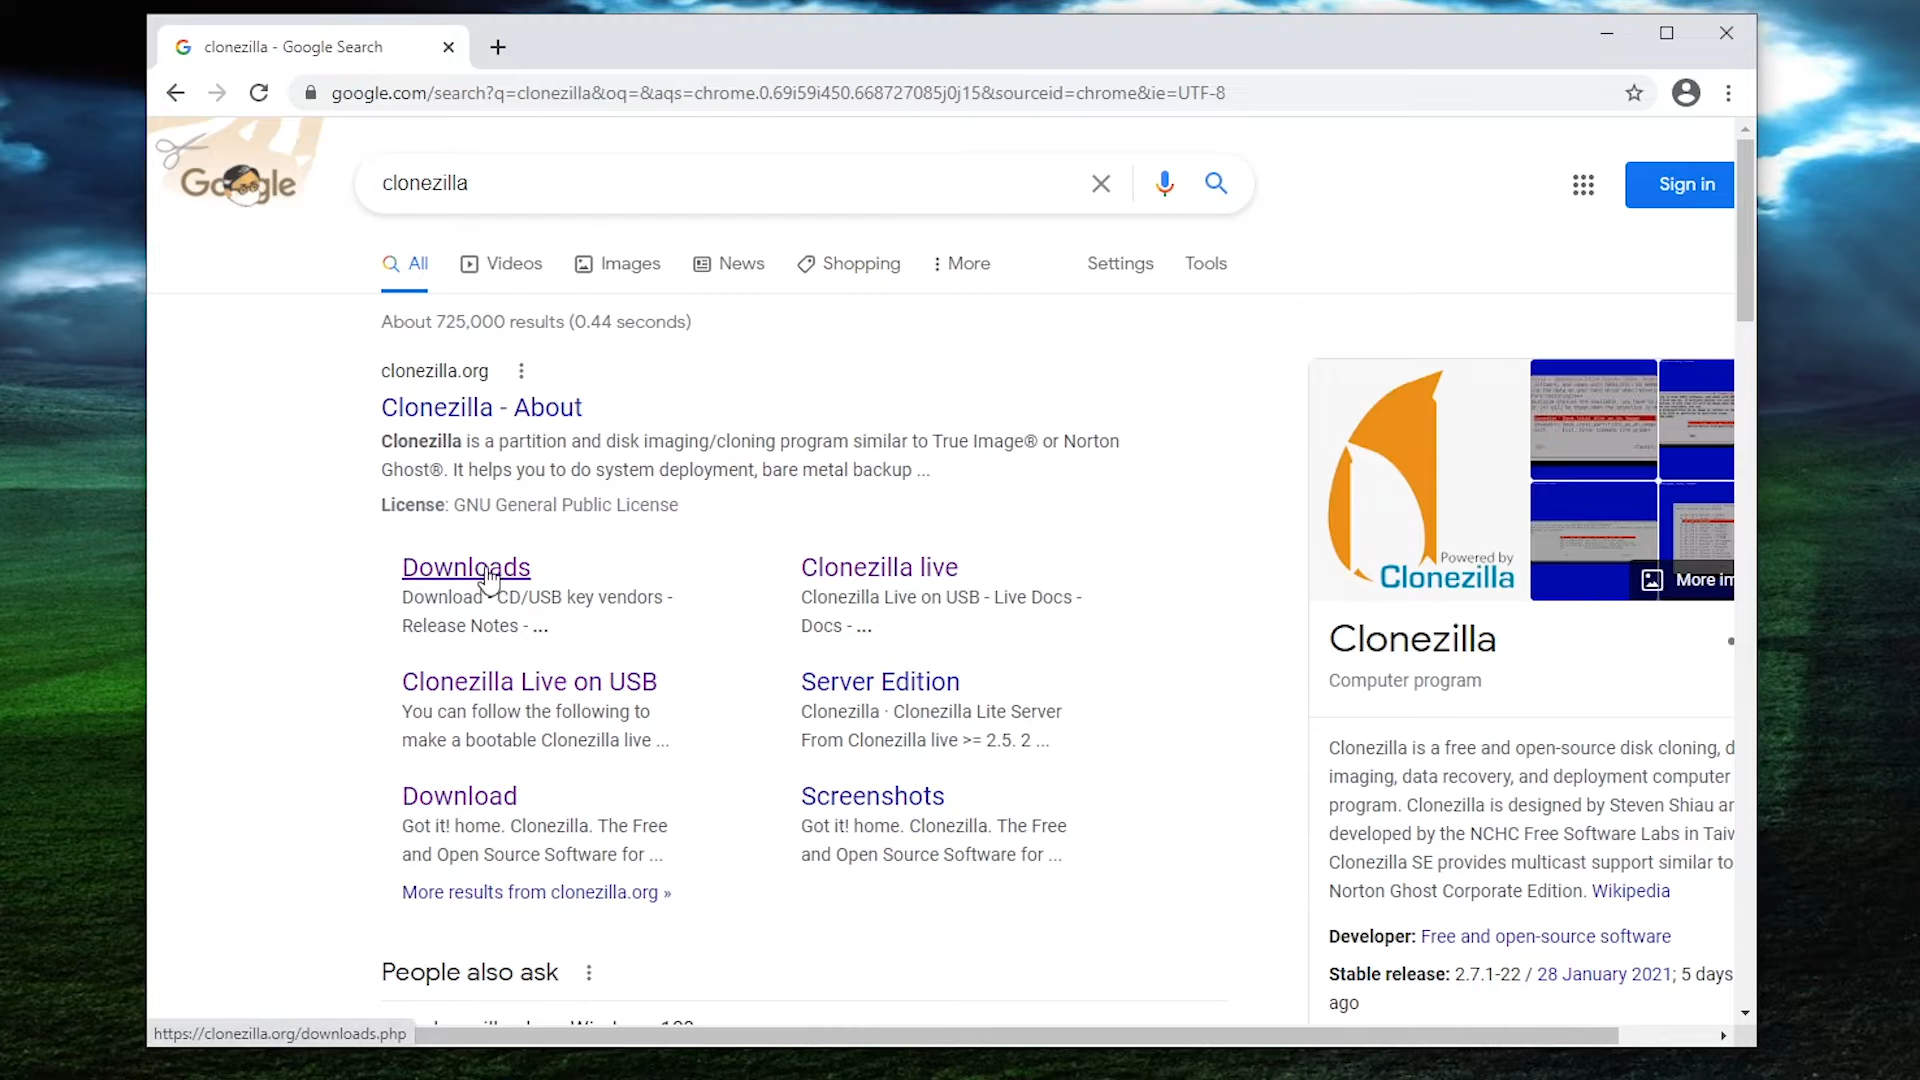 clonezilla - Google Search
google.com/search?q=clonezilla&oq=&aqs=chrome.0.69i59i450.668727085j0j15&sourceid=chrome&ie=UTF-8
Google
clonezilla
Sign in
All
Videos
Images
News
Shopping
More
Settings
Tools
About 725,000 results (0.44 seconds)
clonezilla.org
Clonezilla - About
Clonezilla is a partition and disk imaging/cloning program similar to True Image® or Norton
Ghost®. It helps you to do system deployment, bare metal backup ...
License: GNU General Public License
Downloads
Download - CD/USB key vendors -
Release Notes - ...
Clonezilla live
Clonezilla Live on USB - Live Docs -
Docs - ...
Clonezilla Live on USB
You can follow the following to
make a bootable Clonezilla live ...
Server Edition
Clonezilla · Clonezilla Lite Server
From Clonezilla live >= 2.5. 2 ...
Download
Got it! home. Clonezilla. The Free
and Open Source Software for ...
Screenshots
Got it! home. Clonezilla. The Free
and Open Source Software for ...
More results from clonezilla.org »
People also ask
Powered by
Clonezilla
More im
Clonezilla
Computer program
Clonezilla is a free and open-source disk cloning, d
imaging, data recovery, and deployment computer
program. Clonezilla is designed by Steven Shiau ar
developed by the NCHC Free Software Labs in Taiw
Clonezilla SE provides multicast support similar to
Norton Ghost Corporate Edition. Wikipedia
Developer: Free and open-source software
Stable release: 2.7.1-22 / 28 January 2021; 5 days
ago
https://clonezilla.org/downloads.php